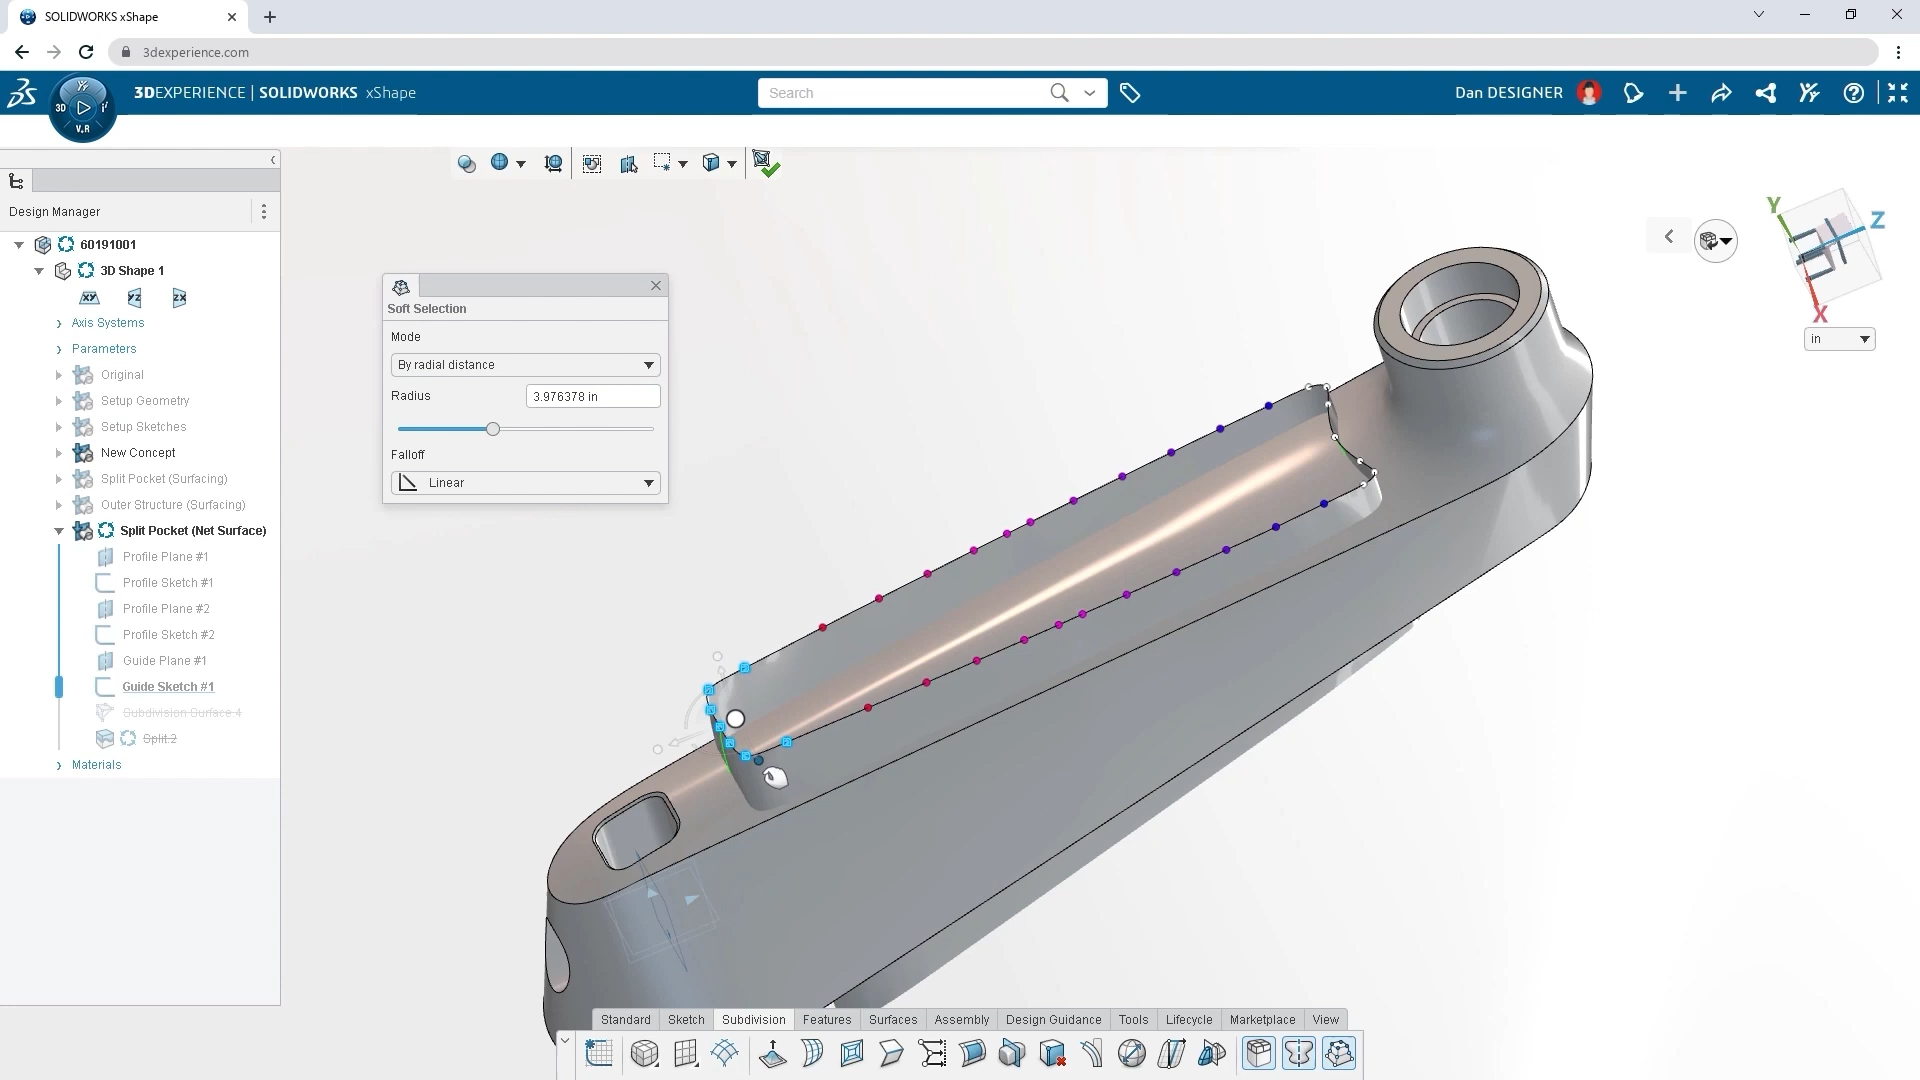 SOLIDWORKS xShape
3dexperience.com
3D
V.R
3DEXPERIENCE | SOLIDWORKS xShape
Search
Dan DESIGNER
Design Manager
60191001
3D Shape 1
XY
YZ
ZX
Axis Systems
Parameters
Original
Setup Geometry
Setup Sketches
New Concept
Split Pocket (Surfacing)
Outer Structure (Surfacing)
Split Pocket (Net Surface)
Profile Plane #1
Profile Sketch #1
Profile Plane #2
Profile Sketch #2
Guide Plane #1
Guide Sketch #1
Subdivision Surface.4
Split.2
Materials
Soft Selection
Mode
By radial distance
Radius
3.976378 in
Falloff
Linear
Y
Z
X
in
Standard
Sketch
Subdivision
Features
Surfaces
Assembly
Design Guidance
Tools
Lifecycle
Marketplace
View